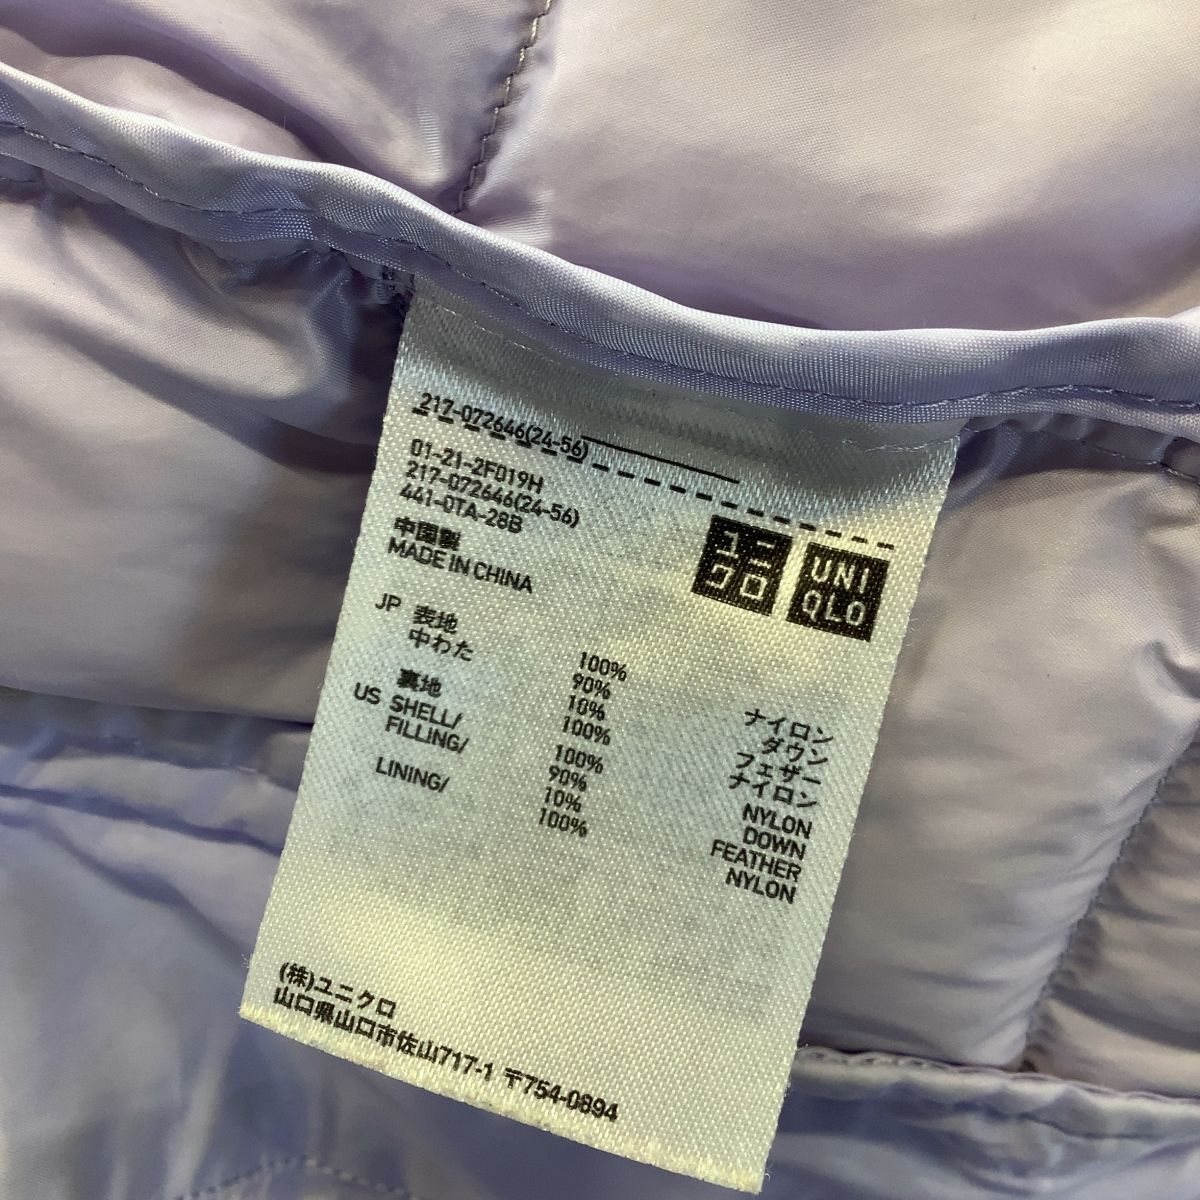 217-072646(24-56)
01-21-2F019H
217-072646(24-56)
441-0TA-28B
中国製
MADE IN CHINA
ユニ
クロ
UNI
QLO
JP 表地 100% ナイロン
中わた 90% ダウン
10% フェザー
裏地 100% ナイロン
US SHELL/ 100% NYLON
FILLING/ 90% DOWN
10% FEATHER
LINING/ 100% NYLON
(株)ユニクロ
山口県山口市佐山717-1 〒754-0894